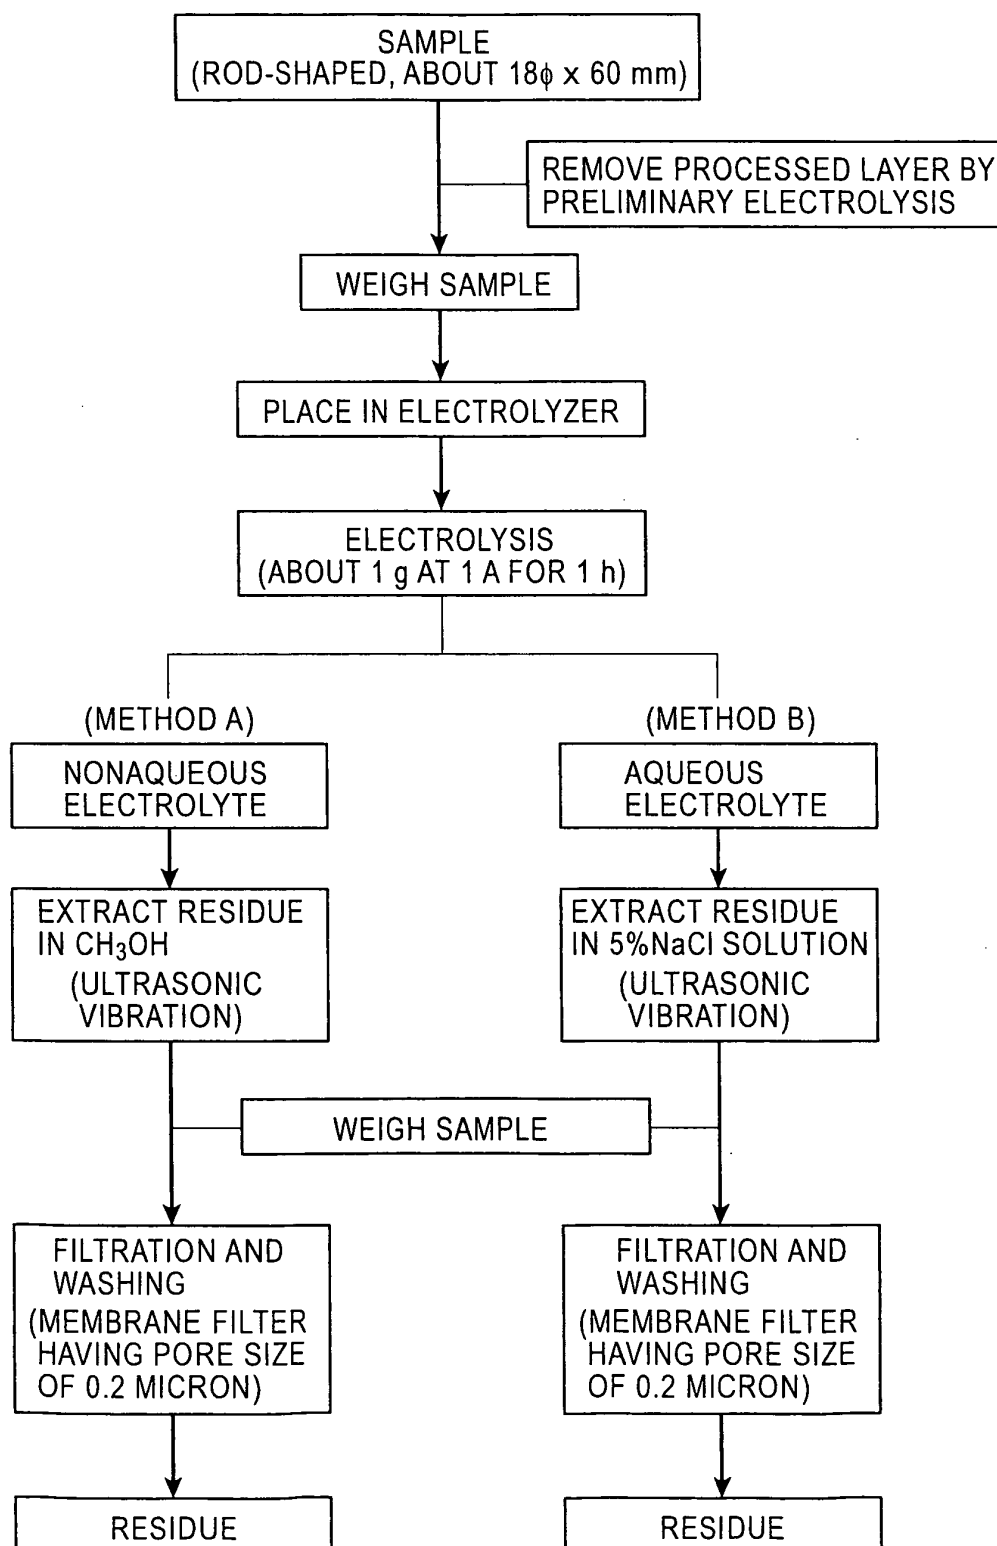 SAMPLE
(ROD-SHAPED, ABOUT 18ϕ x 60 mm)
REMOVE PROCESSED LAYER BY
PRELIMINARY ELECTROLYSIS
WEIGH SAMPLE
PLACE IN ELECTROLYZER
ELECTROLYSIS
(ABOUT 1 g AT 1 A FOR 1 h)
(METHOD A)
NONAQUEOUS
ELECTROLYTE
EXTRACT RESIDUE
IN CH₃OH
(ULTRASONIC
VIBRATION)
(METHOD B)
AQUEOUS
ELECTROLYTE
EXTRACT RESIDUE
IN 5%NaCl SOLUTION
(ULTRASONIC
VIBRATION)
WEIGH SAMPLE
FILTRATION AND
WASHING
(MEMBRANE FILTER
HAVING PORE SIZE
OF 0.2 MICRON)
RESIDUE
FILTRATION AND
WASHING
(MEMBRANE FILTER
HAVING PORE SIZE
OF 0.2 MICRON)
RESIDUE